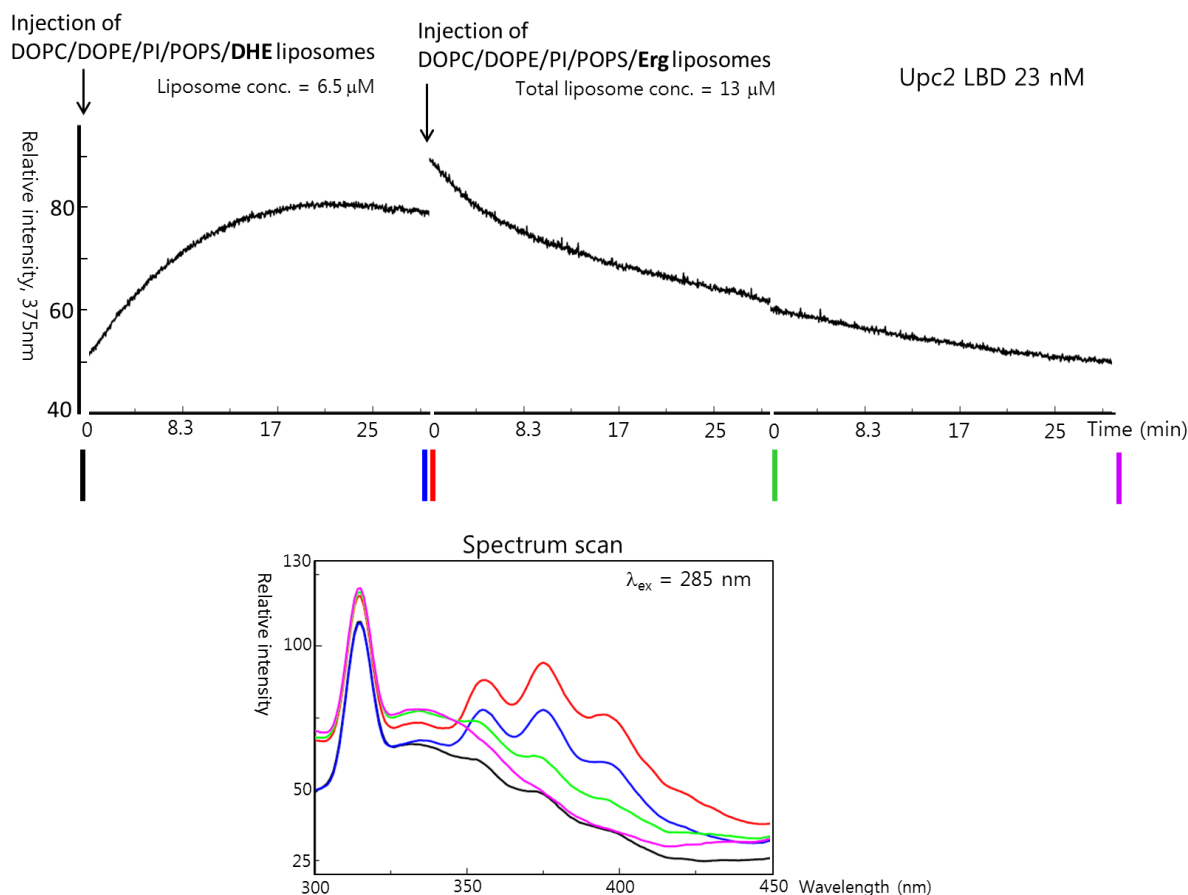 Injection of
DOPC/DOPE/PI/POPS/DHE liposomes
Liposome conc. = 6.5 μM
Injection of
DOPC/DOPE/PI/POPS/Erg liposomes
Total liposome conc. = 13 μM
Upc2 LBD 23 nM
Relative intensity, 375nm
80
60
40
0 8.3 17 25 0 8.3 17 25 0 8.3 17 25 Time (min)
Spectrum scan
λex = 285 nm
Relative intensity
130
100
50
25
300 350 400 450 Wavelength (nm)